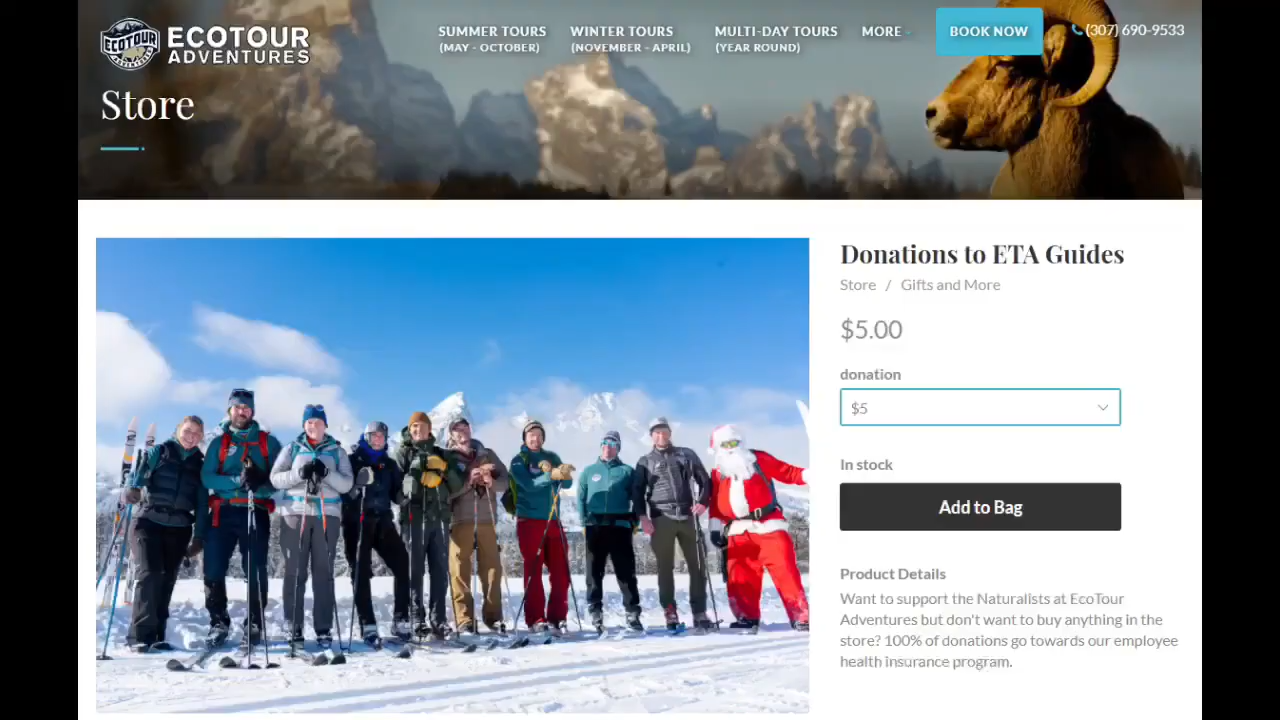 ECOTOUR
ADVENTURES
ECOTOUR
ADVENTURES
SUMMER TOURS
(MAY - OCTOBER)
WINTER TOURS
(NOVEMBER - APRIL)
MULTI-DAY TOURS
(YEAR ROUND)
MORE
BOOK NOW
(307) 690-9533
Store
Donations to ETA Guides
Store / Gifts and More
$5.00
donation
$5
In stock
Add to Bag
Product Details
Want to support the Naturalists at EcoTour
Adventures but don't want to buy anything in the
store? 100% of donations go towards our employee
health insurance program.